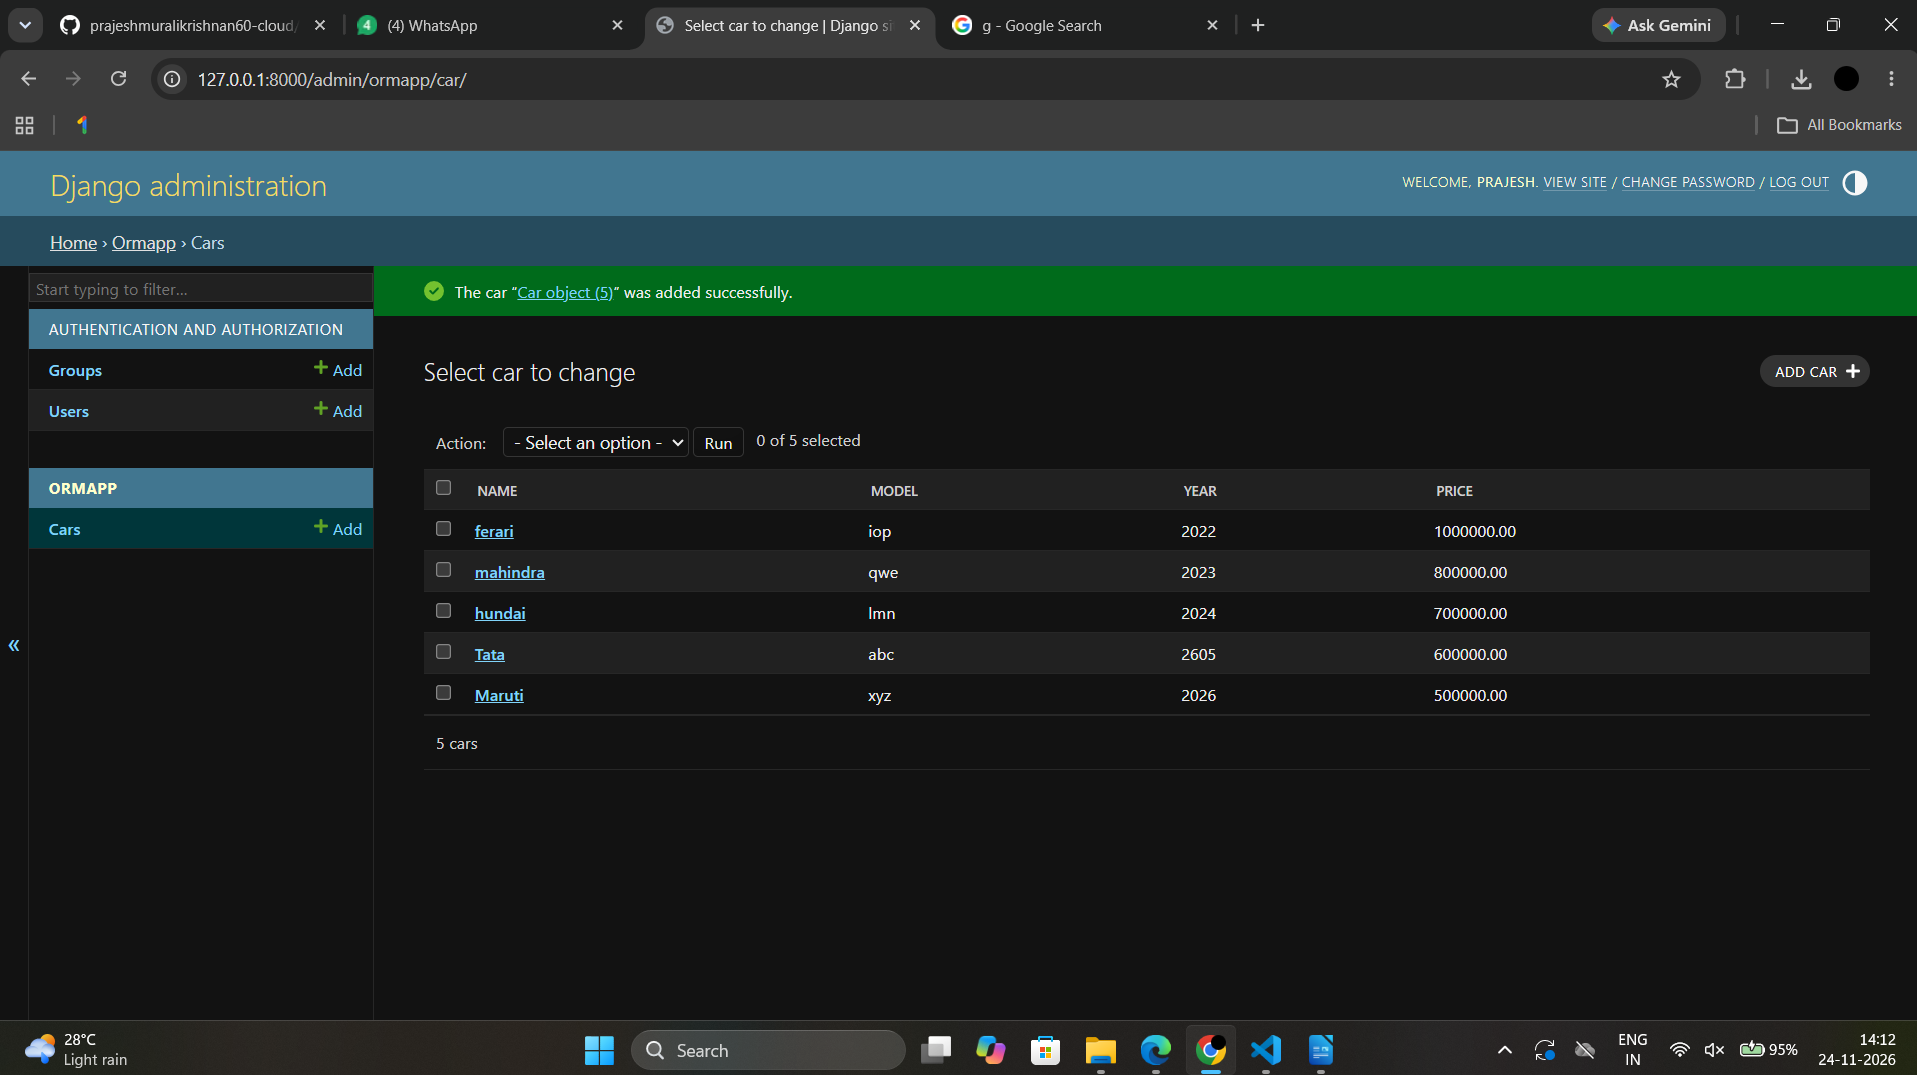 prajeshmuralikrishnan60-cloud/
(4) WhatsApp
Select car to change | Django si
g - Google Search
Ask Gemini
127.0.0.1:8000/admin/ormapp/car/
All Bookmarks
Django administration
WELCOME, PRAJESH. VIEW SITE / CHANGE PASSWORD / LOG OUT
Home › Ormapp › Cars
Start typing to filter...
The car “Car object (5)” was added successfully.
AUTHENTICATION AND AUTHORIZATION
Groups + Add
Users + Add
ORMAPP
Cars + Add
«
Select car to change
ADD CAR +
Action: - Select an option - Run 0 of 5 selected
NAME MODEL YEAR PRICE
ferari iop 2022 1000000.00
mahindra qwe 2023 800000.00
hundai lmn 2024 700000.00
Tata abc 2605 600000.00
Maruti xyz 2026 500000.00
5 cars
28°C
Light rain
Search
ENG
IN
95%
14:12
24-11-2026